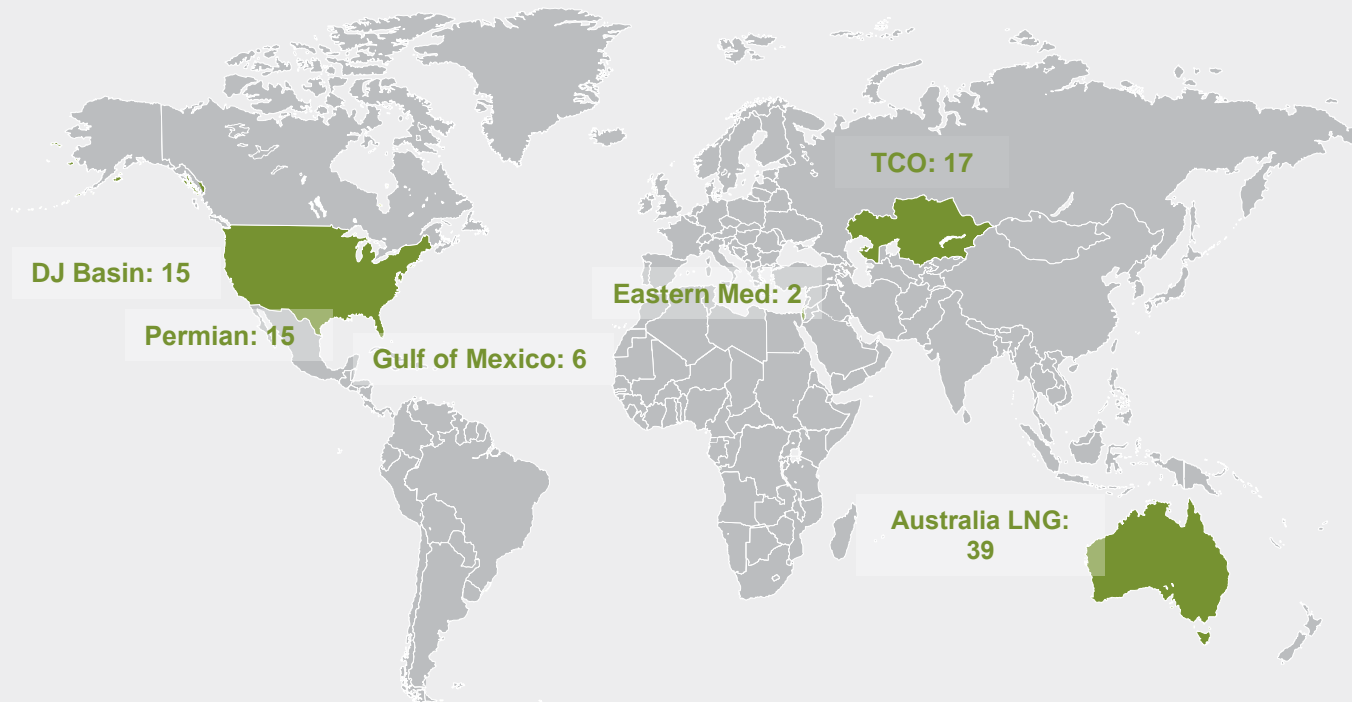 TCO: 17
DJ Basin: 15
Eastern Med: 2
Permian: 15
Gulf of Mexico: 6
Australia LNG:
39